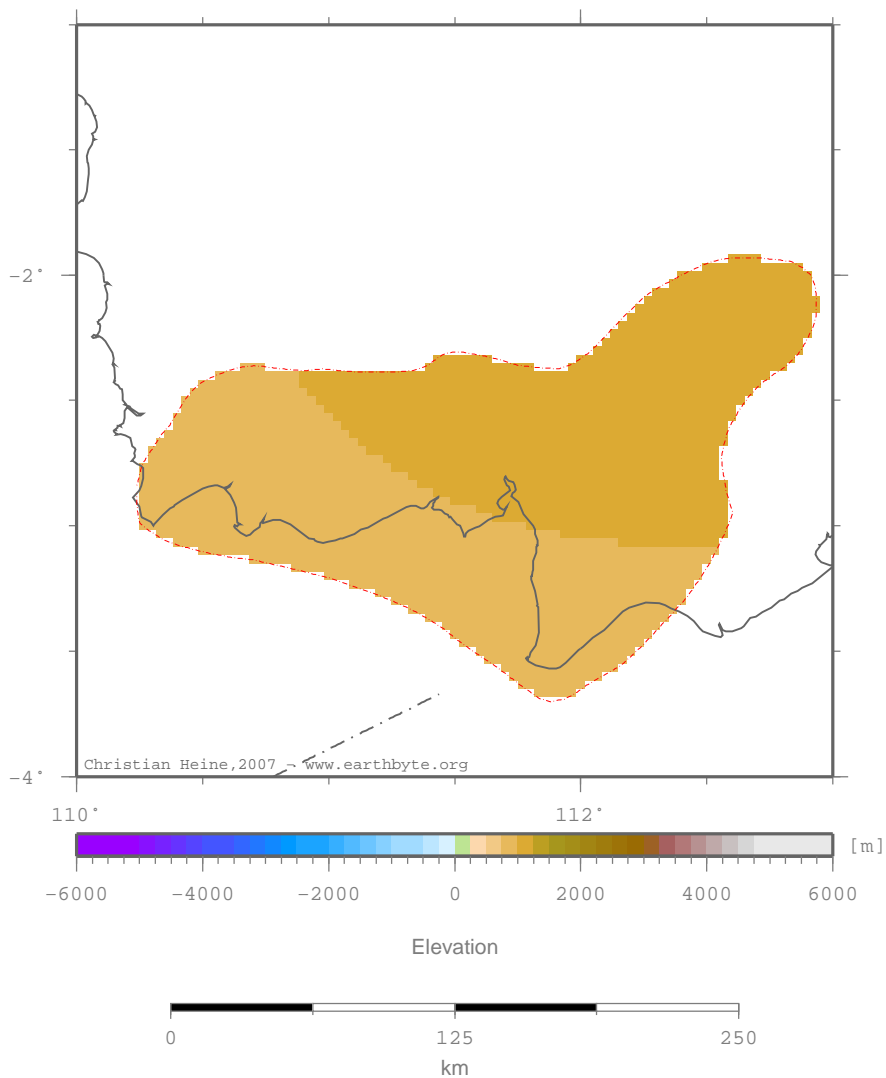 −2°
−4°
Christian Heine,2007 − www.earthbyte.org
110° 112°
[m]
−6000 −4000 −2000 0 2000 4000 6000
Elevation
0 125 250
km